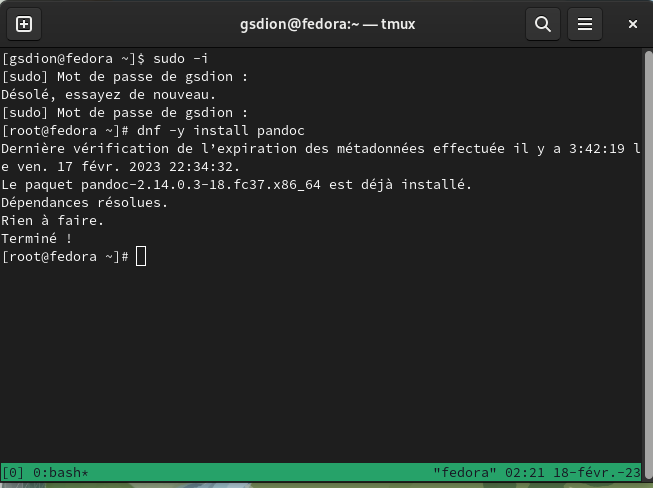 gsdion@fedora:~ — tmux
[gsdion@fedora ~]$ sudo -i
[sudo] Mot de passe de gsdion :
Désolé, essayez de nouveau.
[sudo] Mot de passe de gsdion :
[root@fedora ~]# dnf -y install pandoc
Dernière vérification de l’expiration des métadonnées effectuée il y a 3:42:19 l
e ven. 17 févr. 2023 22:34:32.
Le paquet pandoc-2.14.0.3-18.fc37.x86_64 est déjà installé.
Dépendances résolues.
Rien à faire.
Terminé !
[root@fedora ~]#
[0] 0:bash* "fedora" 02:21 18-févr.-23